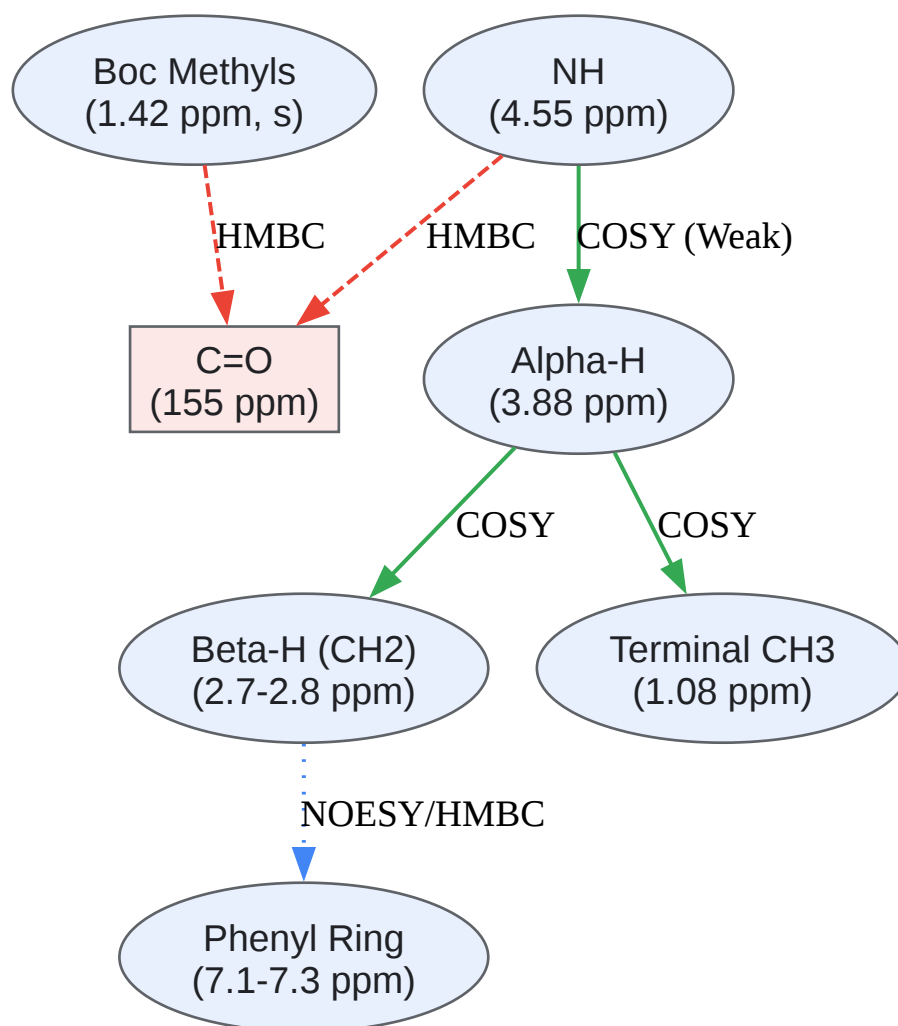 Boc Methyls
(1.42 ppm, s)
NH
(4.55 ppm)
HMBC
HMBC
COSY (Weak)
C=O
(155 ppm)
Alpha-H
(3.88 ppm)
COSY
COSY
Beta-H (CH2)
(2.7-2.8 ppm)
Terminal CH3
(1.08 ppm)
NOESY/HMBC
Phenyl Ring
(7.1-7.3 ppm)